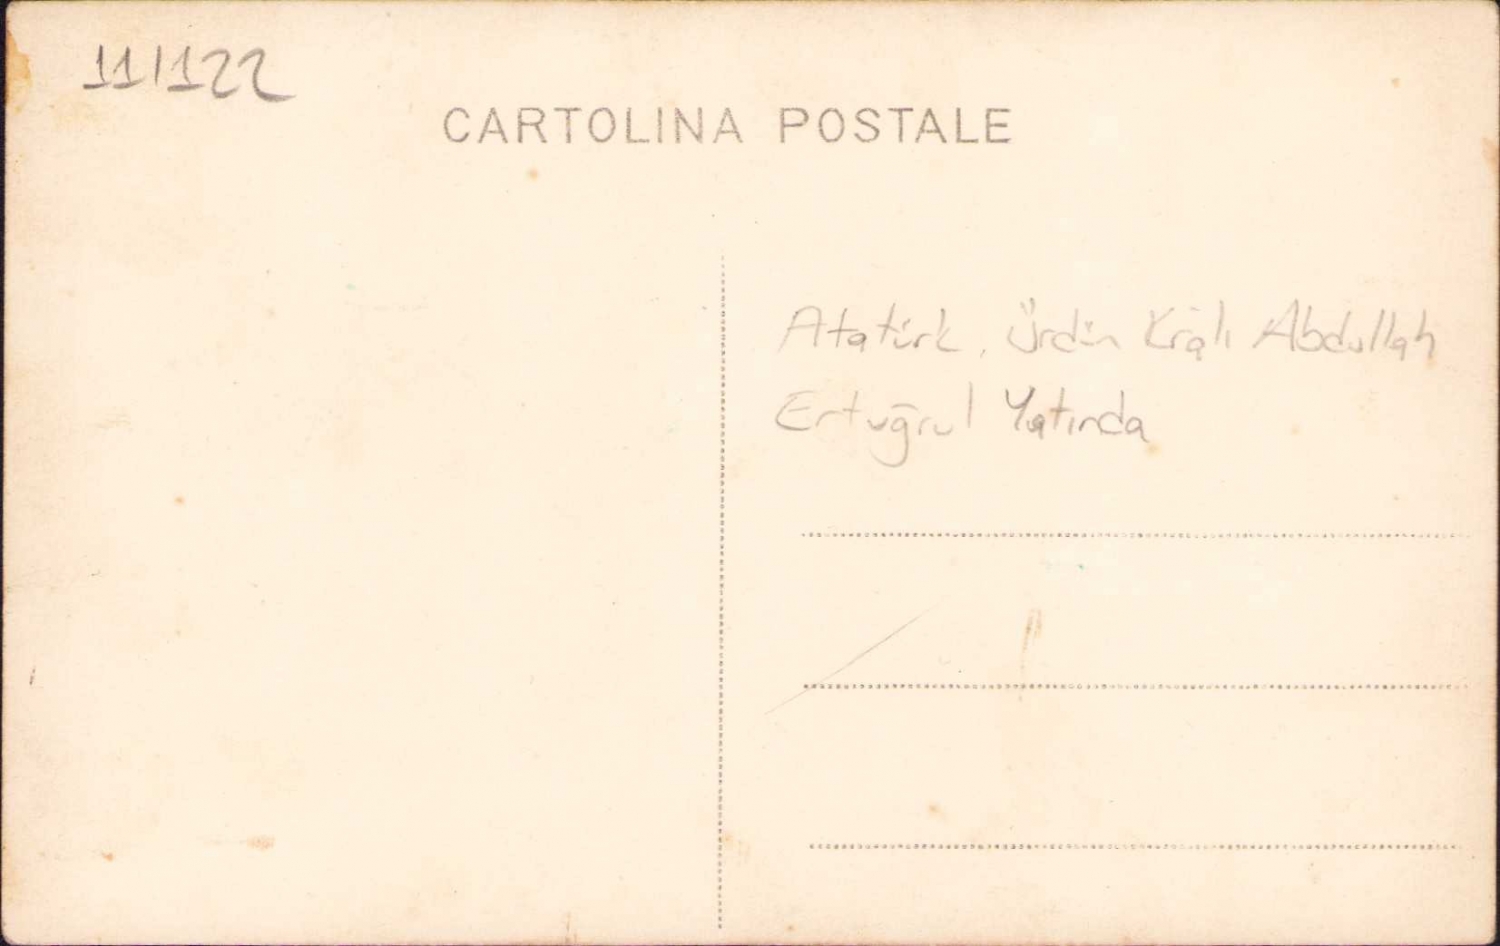 111122
CARTOLINA POSTALE
Atatürk, Ürdün Kralı Abdullah
Ertuğrul Yatında